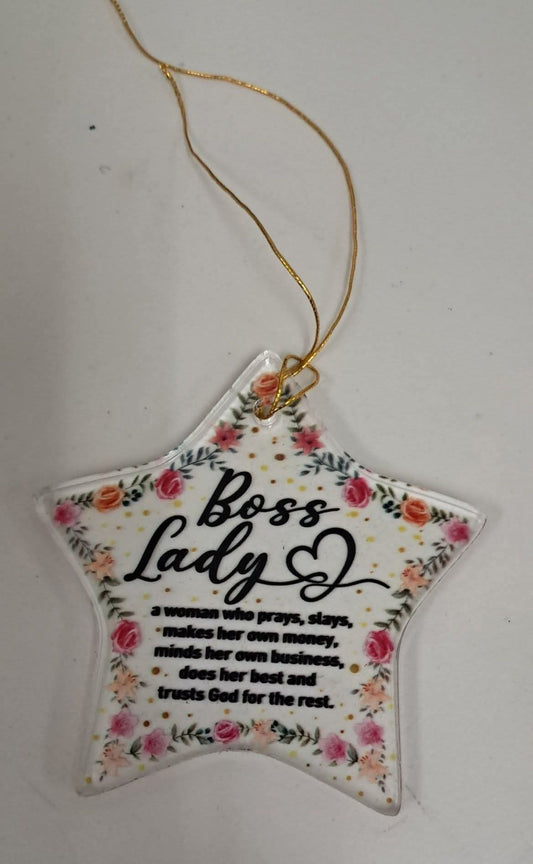 Boss
Lady
a woman who prays, slays,
makes her own money,
minds her own business,
does her best and
trusts God for the rest.